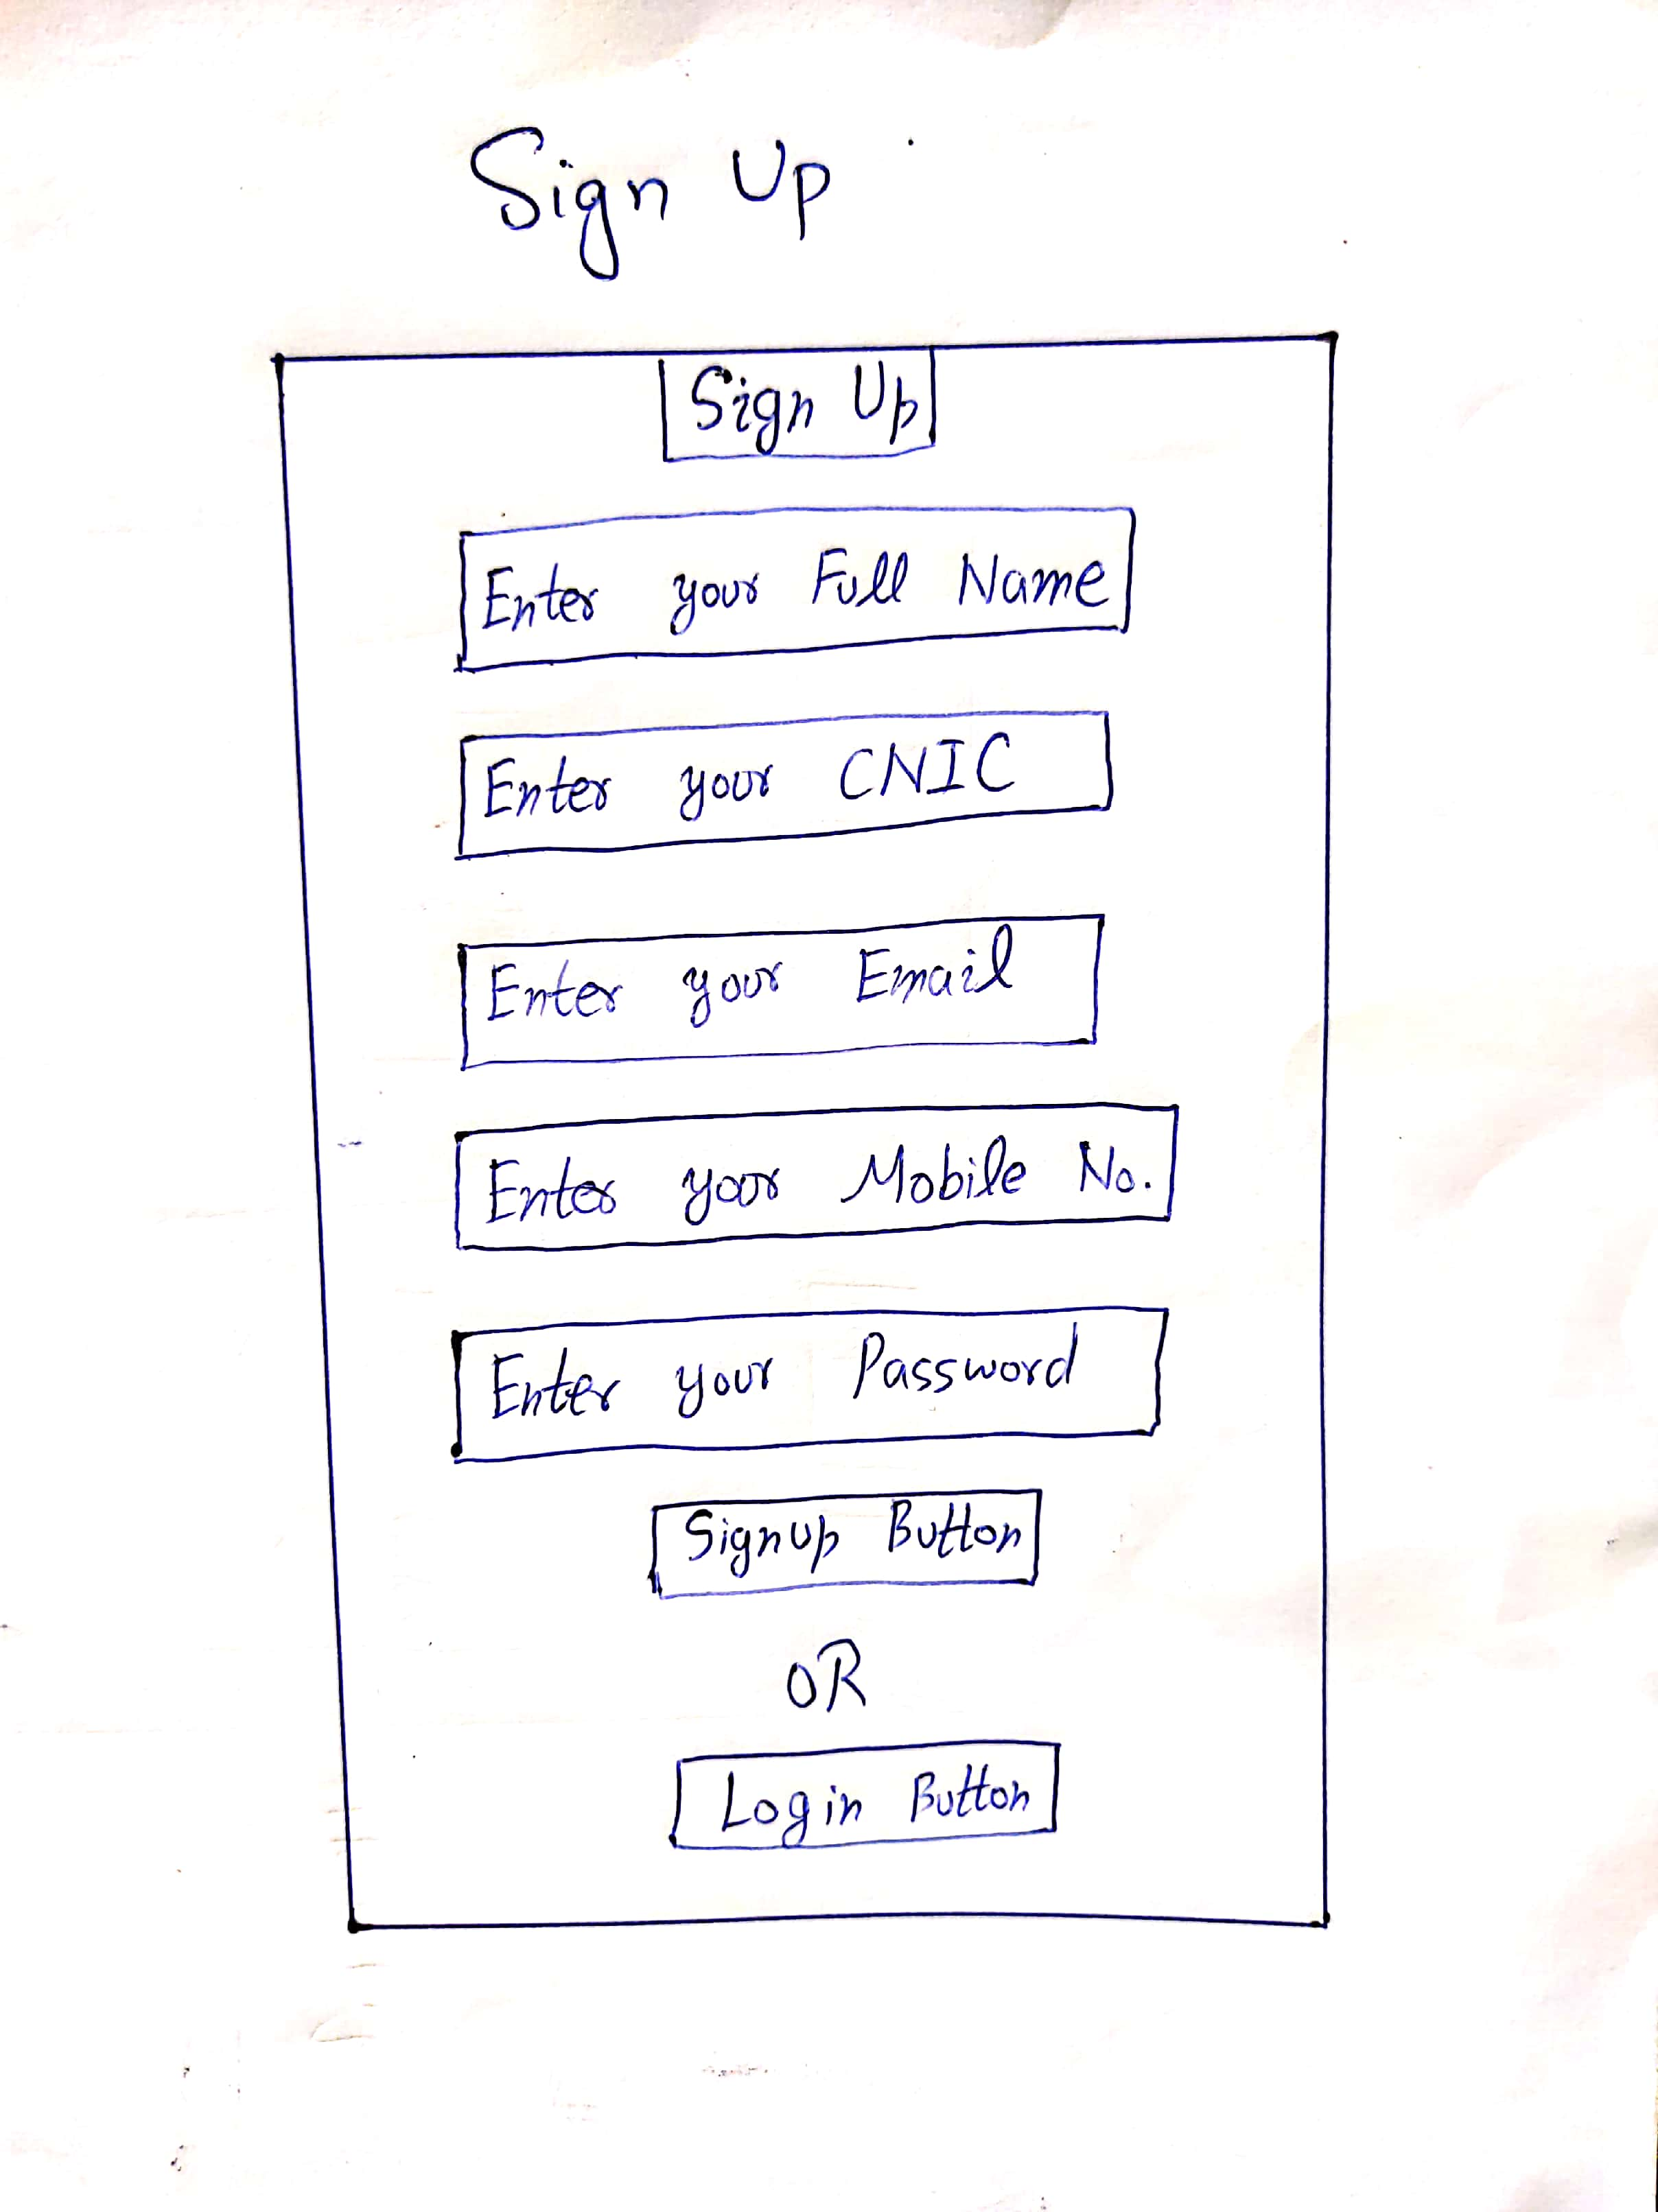 Sign Up
Sign Up
Enter your Full Name
Enter your CNIC
Enter your Email
Enter your Mobile No.
Enter your Password
Signup Button
OR
Login Button